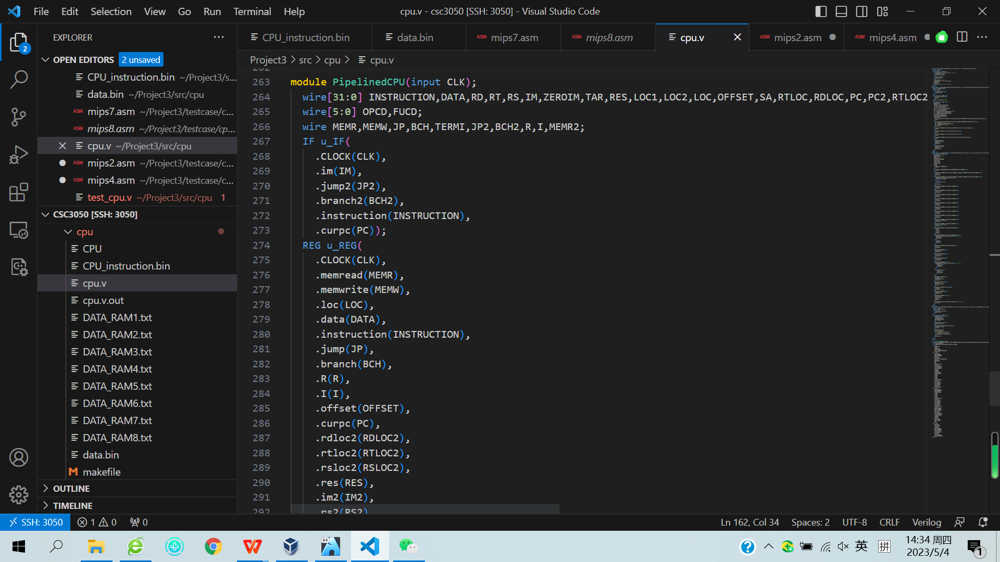 File Edit Selection View Go Run Terminal Help
cpu.v - csc3050 [SSH: 3050] - Visual Studio Code
EXPLORER
2
OPEN EDITORS 2 unsaved
CPU_instruction.bin ~/Project3/s...
data.bin ~/Project3/src/cpu
ASM mips7.asm ~/Project3/testcase/c...
ASM mips8.asm ~/Project3/testcase/cp...
cpu.v ~/Project3/src/cpu
ASM mips2.asm ~/Project3/testcase/c...
ASM mips4.asm ~/Project3/testcase/c...
test_cpu.v ~/Project3/src/cpu 1
CSC3050 [SSH: 3050]
cpu
CPU
CPU_instruction.bin
cpu.v
cpu.v.out
DATA_RAM1.txt
DATA_RAM2.txt
DATA_RAM3.txt
DATA_RAM4.txt
DATA_RAM5.txt
DATA_RAM6.txt
DATA_RAM7.txt
DATA_RAM8.txt
data.bin
M makefile
OUTLINE
TIMELINE
CPU_instruction.bin data.bin ASM mips7.asm ASM mips8.asm cpu.v ASM mips2.asm ASM mips4.asm
Project3 > src > cpu > cpu.v
262
263 module PipelinedCPU(input CLK);
264 wire[31:0] INSTRUCTION,DATA,RD,RT,RS,IM,ZEROIM,TAR,RES,LOC1,LOC2,LOC,OFFSET,SA,RTLOC,RDLOC,PC,PC2,RTLOC2
265 wire[5:0] OPCD,FUCD;
266 wire MEMR,MEMW,JP,BCH,TERMI,JP2,BCH2,R,I,MEMR2;
267 IF u_IF(
268 .CLOCK(CLK),
269 .im(IM),
270 .jump2(JP2),
271 .branch2(BCH2),
272 .instruction(INSTRUCTION),
273 .curpc(PC));
274 REG u_REG(
275 .CLOCK(CLK),
276 .memread(MEMR),
277 .memwrite(MEMW),
278 .loc(LOC),
279 .data(DATA),
280 .instruction(INSTRUCTION),
281 .jump(JP),
282 .branch(BCH),
283 .R(R),
284 .I(I),
285 .offset(OFFSET),
286 .curpc(PC),
287 .rdloc2(RDLOC2),
288 .rtloc2(RTLOC2),
289 .rsloc2(RSLOC2),
290 .res(RES),
291 .im2(IM2),
292 .rs2(RS2),
SSH: 3050 1 0 0 Ln 162, Col 34 Spaces: 2 UTF-8 CRLF Verilog
64
英 拼
14:34 周四
2023/5/4
1